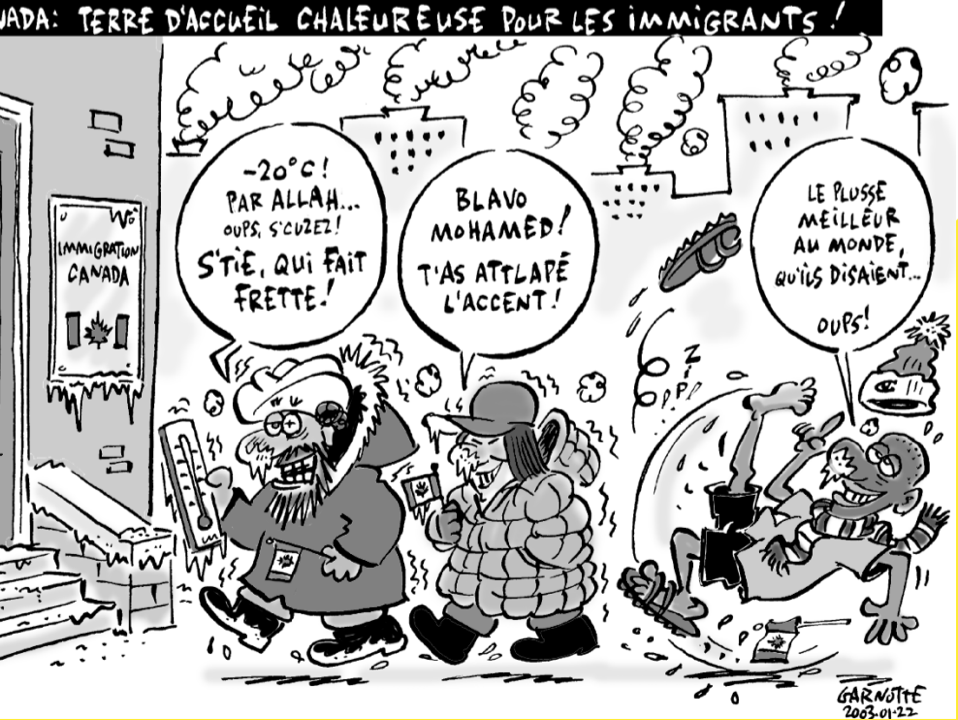 NADA: TERRE D'ACCUEIL CHALEUREUSE POUR LES IMMIGRANTS!
IMMIGRATION
CANADA
-20°C!
PAR ALLAH...
OUPS, S'CUZEZ!
S'TIE, QUI FAIT
FRETTE!
BLAVO
MOHAMED!
T'AS ATTLAPÉ
L'ACCENT!
LE PLUSSE
MEILLEUR
AU MONDE,
QU'ILS DISAIENT...
OUPS!
ZIPP
GARNOTTE
2003-01-22